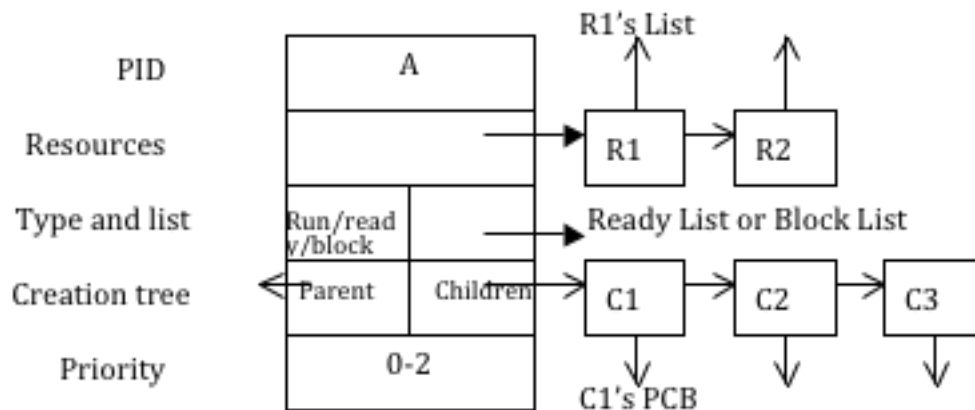 R1's List
PID
A
Resources
R1
R2
Type and list
Run/read
y/block
Ready List or Block List
Creation tree
Parent
Children
C1
C2
C3
Priority
0-2
C1's PCB